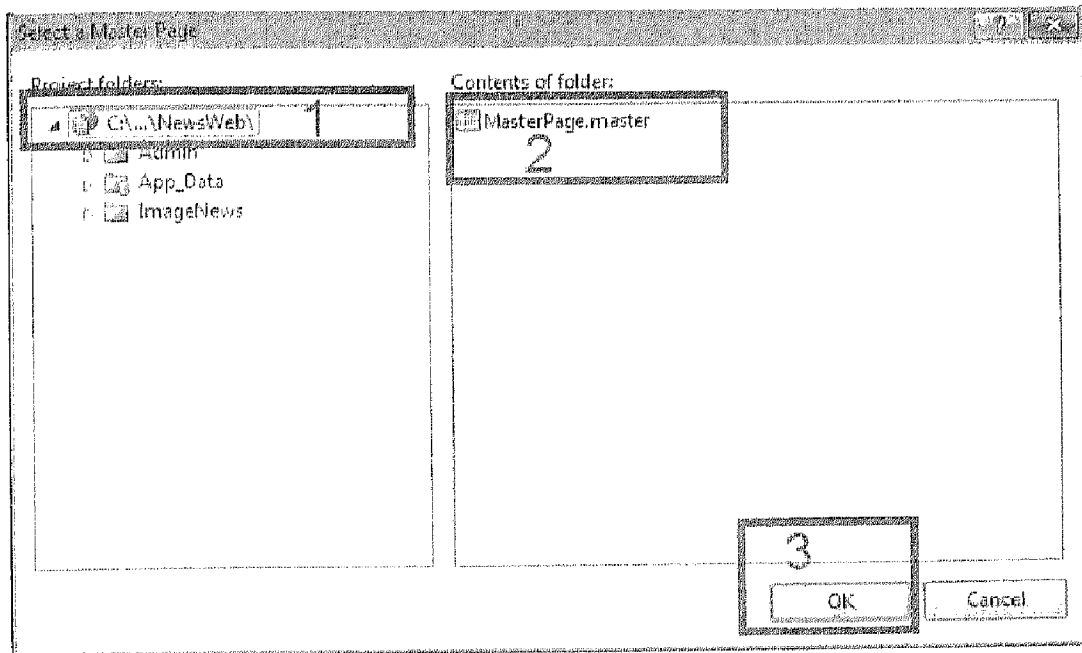 Select a Master Page
Project folders:
Contents of folder:
C:\...\NewsWeb\
1
MasterPage.master
2
Admin
App_Data
ImageNews
3
OK
Cancel